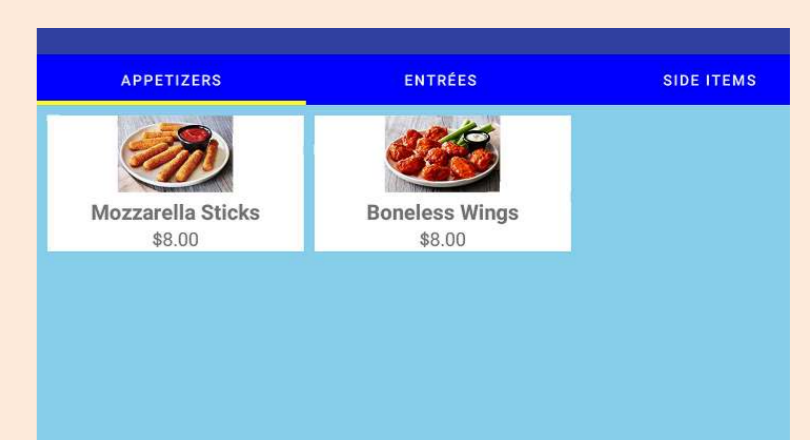 APPETIZERS
ENTRÉES
SIDE ITEMS
Mozzarella Sticks
$8.00
Boneless Wings
$8.00